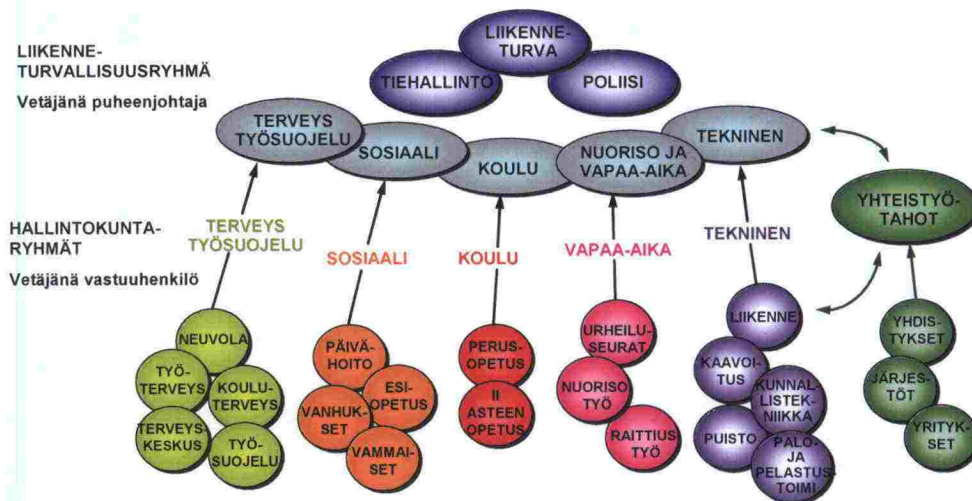 LIIKENNE-
TURVALLISUUSRYHMÄ
Vetäjänä puheenjohtaja
LIIKENNE-
TURVA
TIEHALLINTO
POLIISI
TERVEYS
TYÖSUOJELU
SOSIAALI
KOULU
NUORISO JA
VAPAA-AIKA
TEKNINEN
YHTEISTYÖ-
TAHOT
HALLINTOKUNTA-
RYHMÄT
Vetäjänä vastuuhenkilö
TERVEYS
TYÖSUOJELU
SOSIAALI
KOULU
VAPAA-AIKA
TEKNINEN
NEUVOLA
TYÖ-
TERVEYS
KOULU-
TERVEYS
TERVEYS-
KESKUS
TYÖ-
SUOJELU
PÄIVÄ-
HOITO
ESI-
OPETUS
VANHUK-
SET
VAMMAI-
SET
PERUS-
OPETUS
II
ASTEEN
OPETUS
URHEILU-
SEURAT
NUORISO
TYÖ
RAITTIUS
TYÖ
LIIKENNE
KAAVOI-
TUS
KUNNAL-
LISTEK-
NIIKKA
PUISTO
PALO-
JA
PELASTUS-
TOIMI
YHDIS-
TYKSET
JÄRJES-
TÖT
YRITYK-
SET